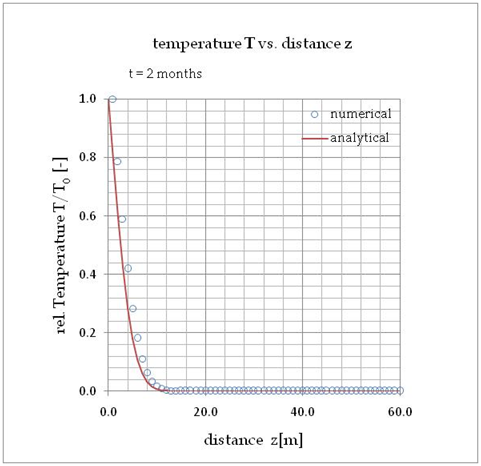 temperature T vs. distance z
t = 2 months
numerical
analytical
rel. Temperature T/T₀ [-]
1.0
0.8
0.6
0.4
0.2
0.0
0.0 20.0 40.0 60.0
distance z[m]